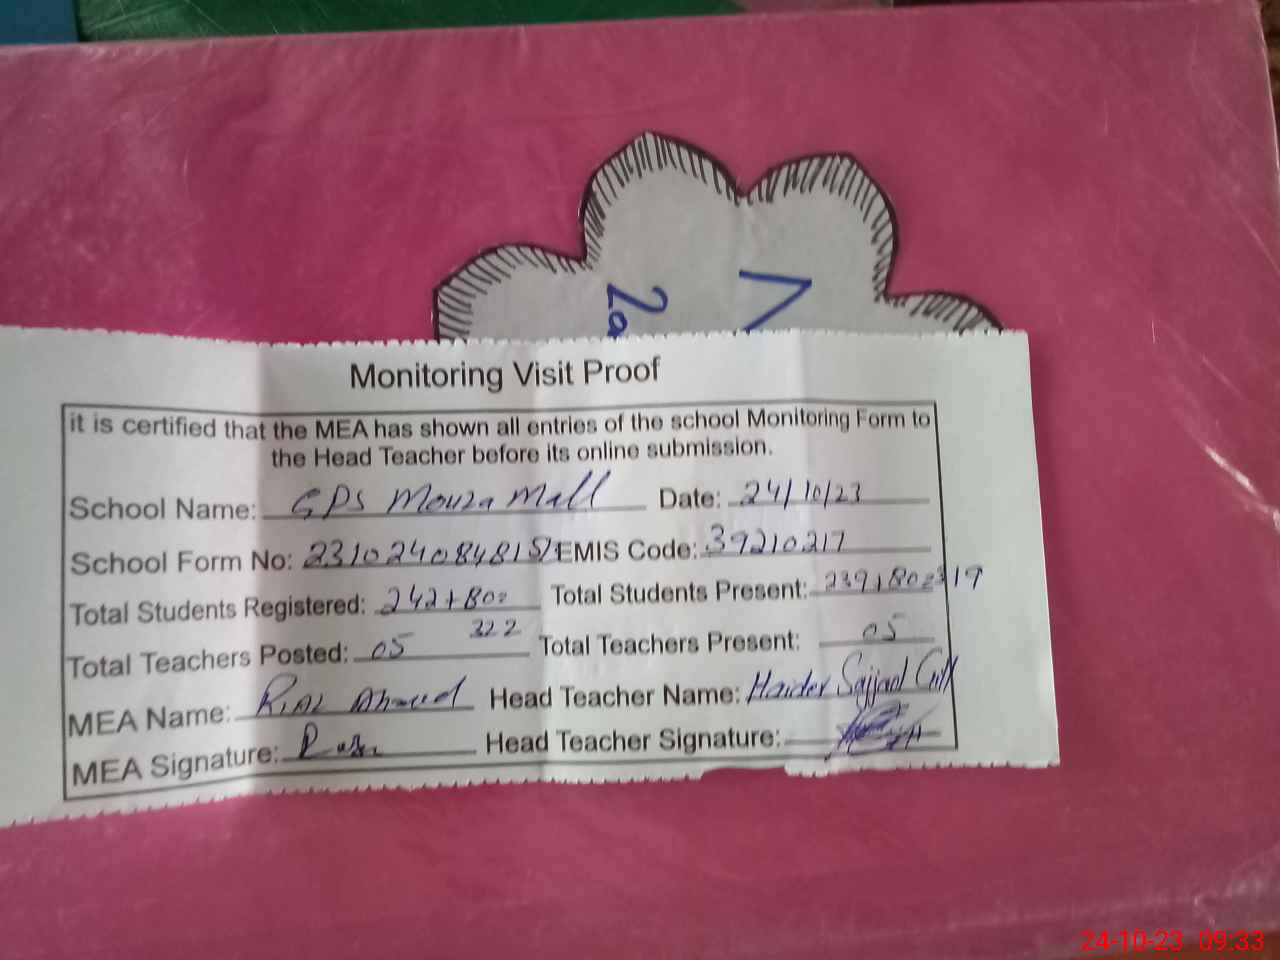 2a
Monitoring Visit Proof
it is certified that the MEA has shown all entries of the school Monitoring Form to
the Head Teacher before its online submission.
School Name: GPS Mouza Mall Date: 24/10/23
School Form No: EMIS Code: 39210217
Total Students Registered: 242+80= Total Students Present: 239+80=319
322
Total Teachers Posted: 05 Total Teachers Present: 05
MEA Name: Riaz Ahmed Head Teacher Name: Haider Sajjad Gill
MEA Signature: Head Teacher Signature:
24-10-23 09:33